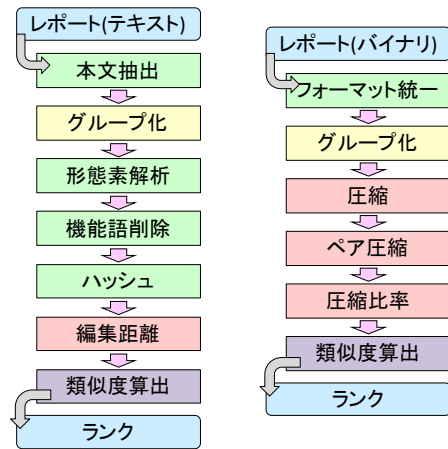 レポート(テキスト)
本文抽出
グループ化
形態素解析
機能語削除
ハッシュ
編集距離
類似度算出
ランク
レポート(バイナリ)
フォーマット統一
グループ化
圧縮
ペア圧縮
圧縮比率
類似度算出
ランク